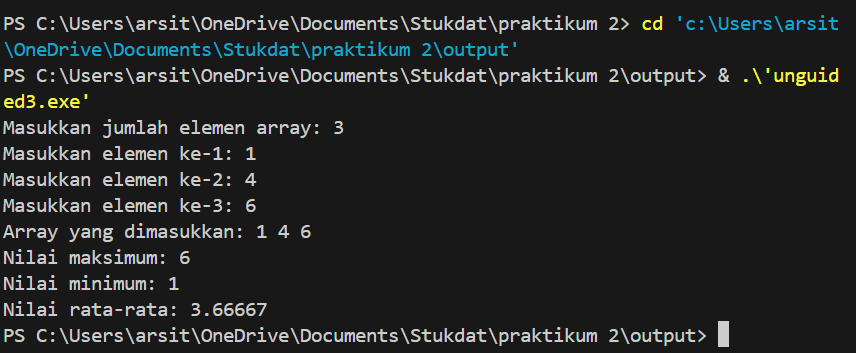 PS C:\Users\arsit\OneDrive\Documents\Stukdat\praktikum 2> cd 'c:\Users\arsit
\OneDrive\Documents\Stukdat\praktikum 2\output'
PS C:\Users\arsit\OneDrive\Documents\Stukdat\praktikum 2\output> & .\'unguid
ed3.exe'
Masukkan jumlah elemen array: 3
Masukkan elemen ke-1: 1
Masukkan elemen ke-2: 4
Masukkan elemen ke-3: 6
Array yang dimasukkan: 1 4 6
Nilai maksimum: 6
Nilai minimum: 1
Nilai rata-rata: 3.66667
PS C:\Users\arsit\OneDrive\Documents\Stukdat\praktikum 2\output>